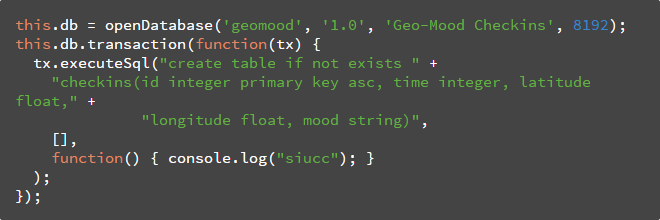 this.db = openDatabase('geomood', '1.0', 'Geo-Mood Checkins', 8192);
this.db.transaction(function(tx) {
  tx.executeSql("create table if not exists " +
    "checkins(id integer primary key asc, time integer, latitude
float," +
              "longitude float, mood string)",
    [],
    function() { console.log("siucc"); }
  );
});